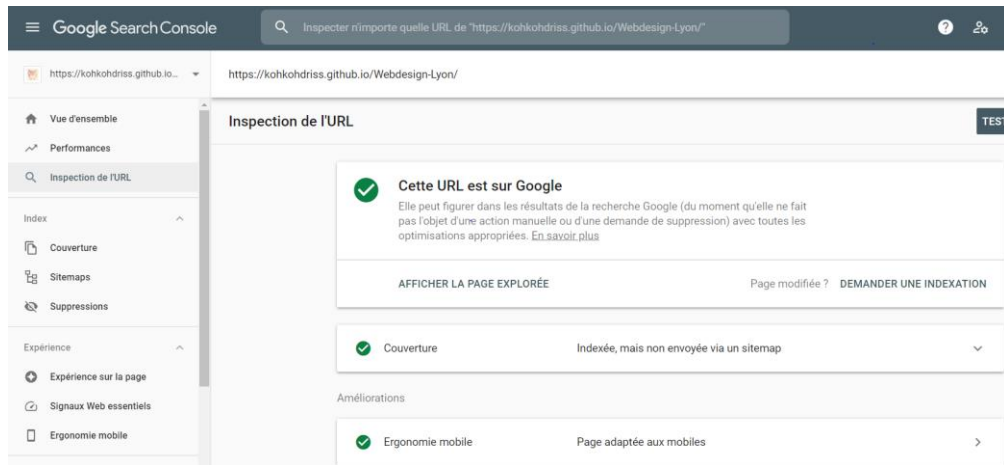 Google Search Console
Inspecter n'importe quelle URL de "https://kohkohdriss.github.io/Webdesign-Lyon/"
https://kohkohdriss.github.io...
https://kohkohdriss.github.io/Webdesign-Lyon/
Vue d'ensemble
Performances
Inspection de l'URL
Index
Couverture
Sitemaps
Suppressions
Expérience
Expérience sur la page
Signaux Web essentiels
Ergonomie mobile
Inspection de l'URL
TEST
Cette URL est sur Google
Elle peut figurer dans les résultats de la recherche Google (du moment qu'elle ne fait
pas l'objet d'une action manuelle ou d'une demande de suppression) avec toutes les
optimisations appropriées. En savoir plus
AFFICHER LA PAGE EXPLORÉE
Page modifiée ? DEMANDER UNE INDEXATION
Couverture
Indexée, mais non envoyée via un sitemap
Améliorations
Ergonomie mobile
Page adaptée aux mobiles